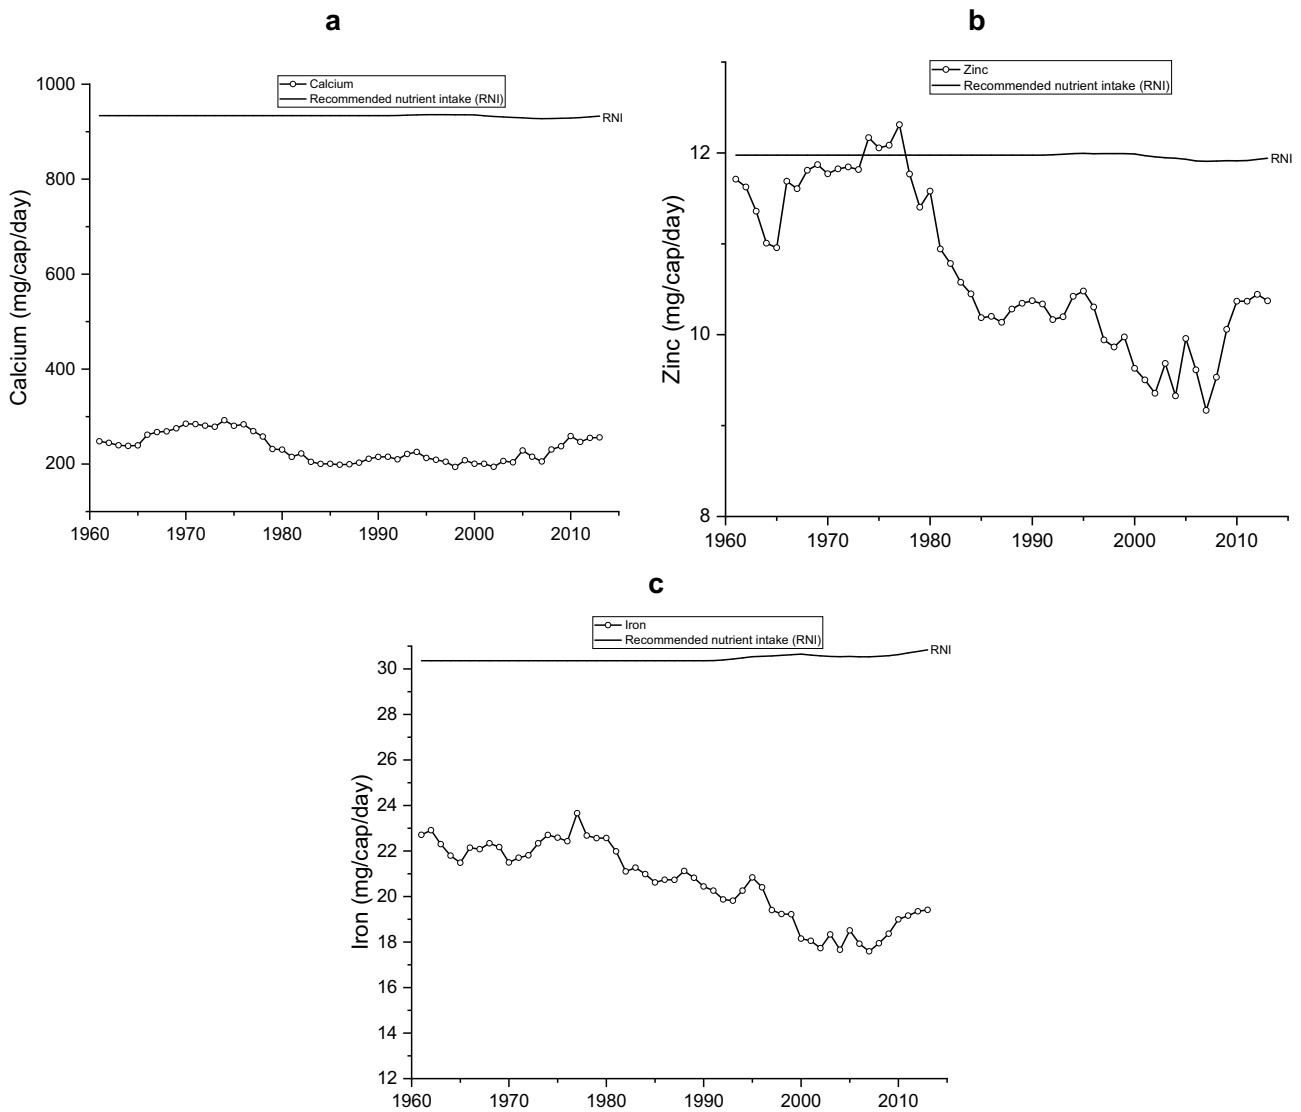 a
Calcium
Recommended nutrient intake (RNI)
RNI
Calcium (mg/cap/day)
1000
800
600
400
200
1960 1970 1980 1990 2000 2010
b
Zinc
Recommended nutrient intake (RNI)
RNI
Zinc (mg/cap/day)
12
10
8
1960 1970 1980 1990 2000 2010
c
Iron
Recommended nutrient intake (RNI)
RNI
Iron (mg/cap/day)
30
28
26
24
22
20
18
16
14
12
1960 1970 1980 1990 2000 2010